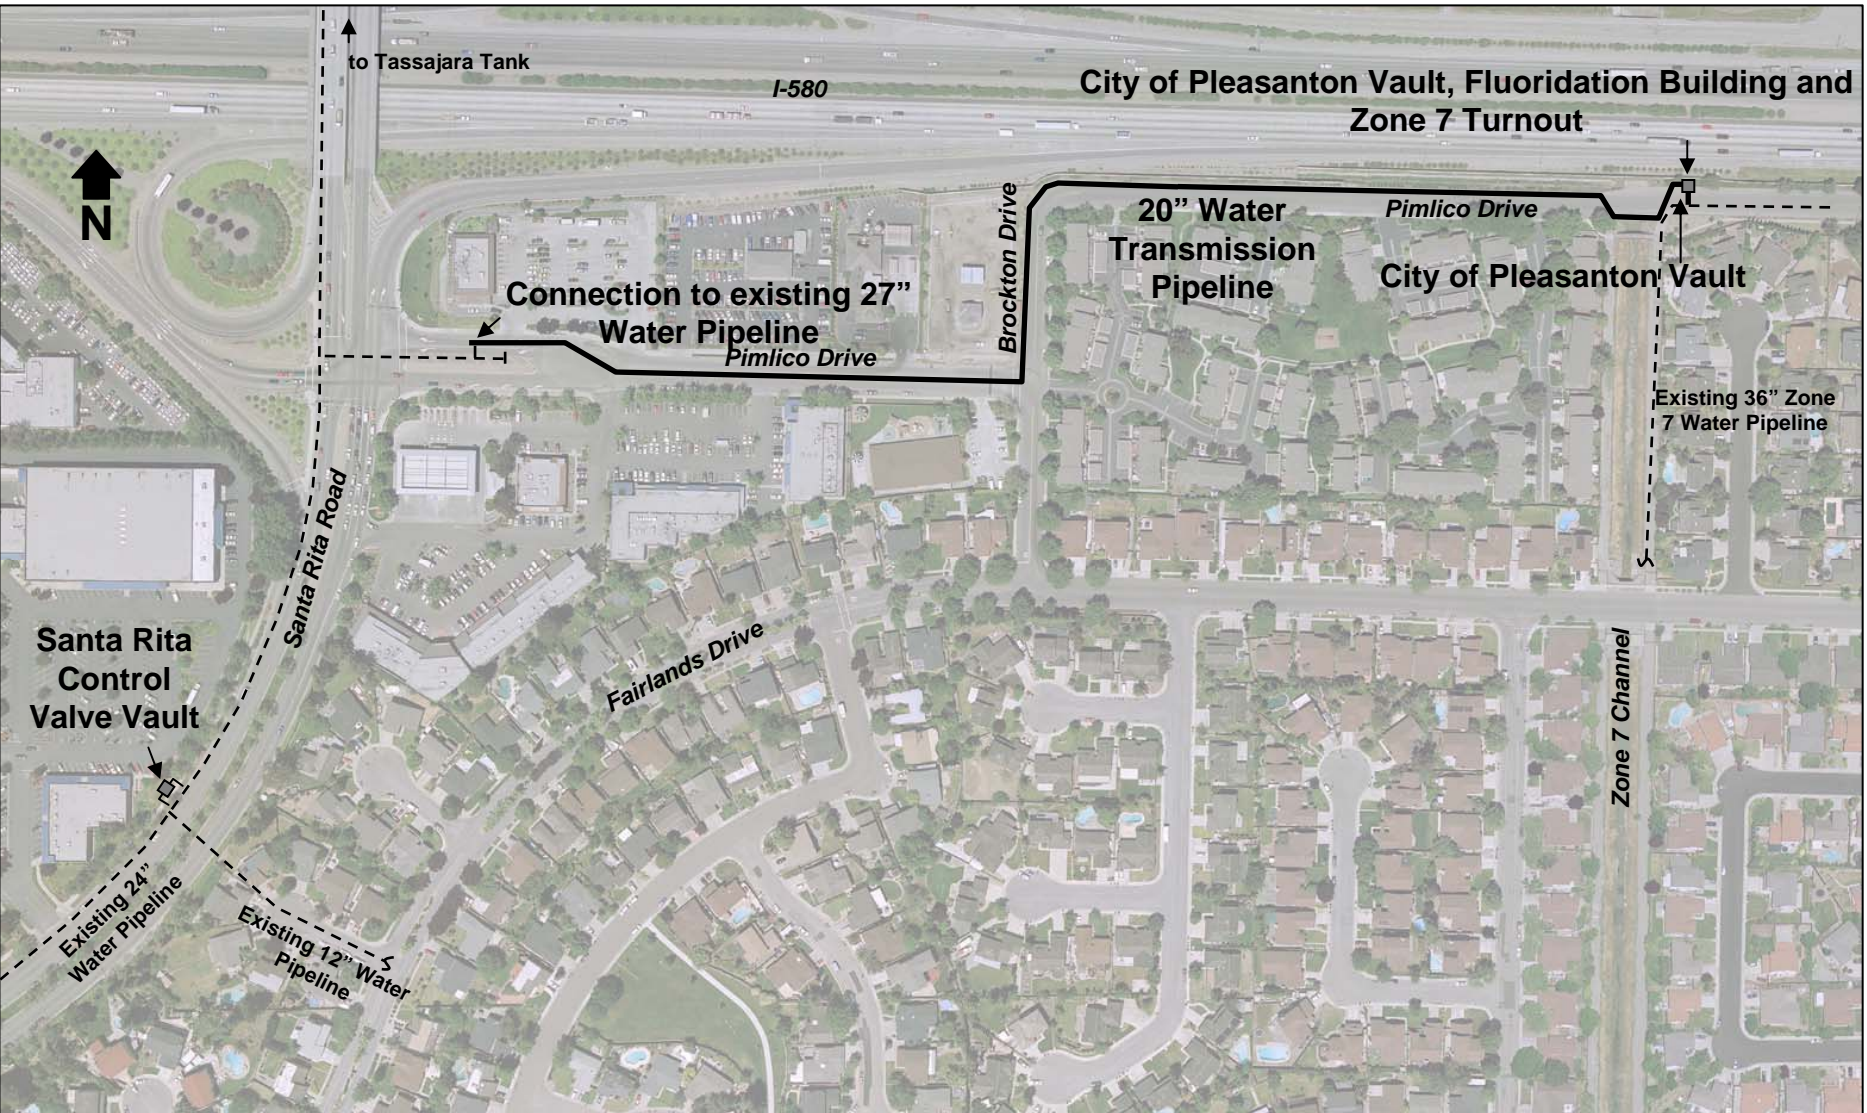 to Tassajara Tank
I-580
City of Pleasanton Vault, Fluoridation Building and
Zone 7 Turnout
N
Brockton Drive
20” Water
Transmission
Pipeline
Pimlico Drive
City of Pleasanton Vault
Connection to existing 27”
Water Pipeline
Pimlico Drive
Existing 36” Zone
7 Water Pipeline
Santa Rita Road
Santa Rita
Control
Valve Vault
Fairlands Drive
Zone 7 Channel
Existing 24”
Water Pipeline
Existing 12” Water
Pipeline